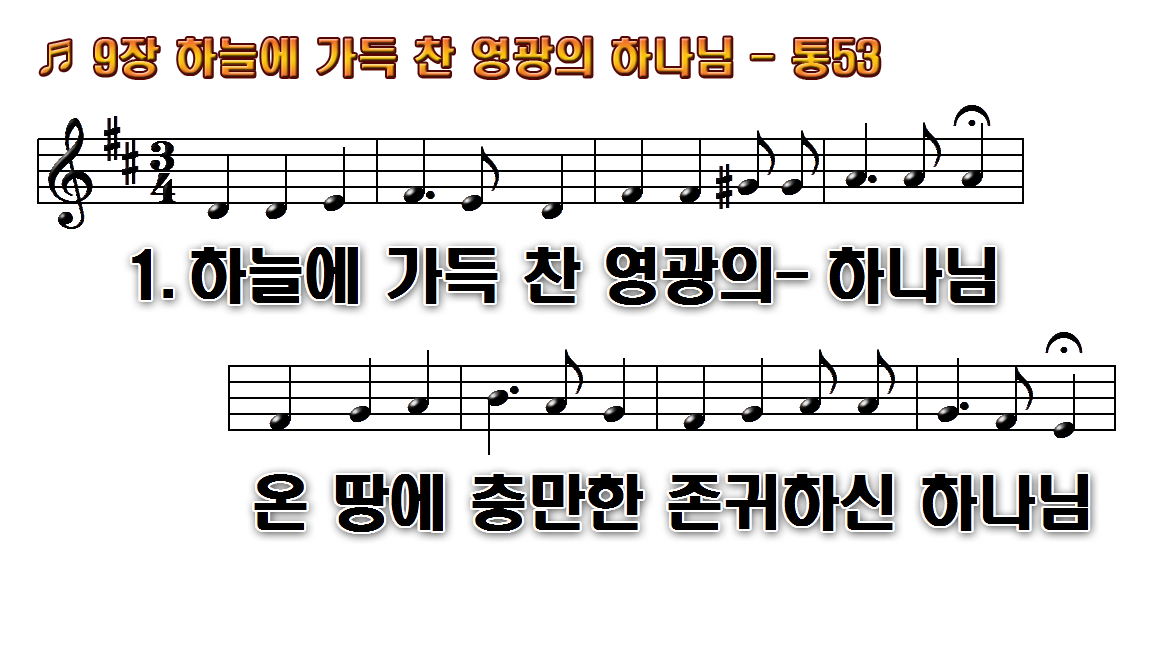 ♬ 9장 하늘에 가득 찬 영광의 하나님 - 통53
3
4
1. 하늘에 가득 찬 영광의- 하나님
온 땅에 충만한 존귀하신 하나님